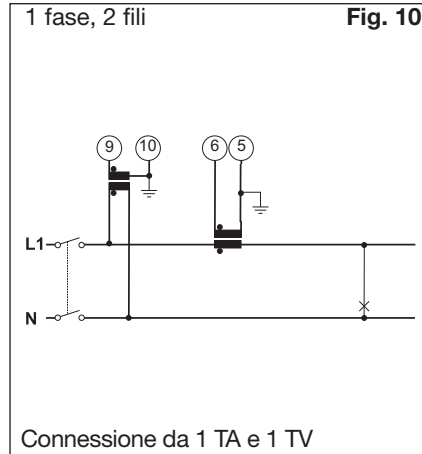 1 fase, 2 fili Fig. 10
9 10 6 5
L1
N
Connessione da 1 TA e 1 TV